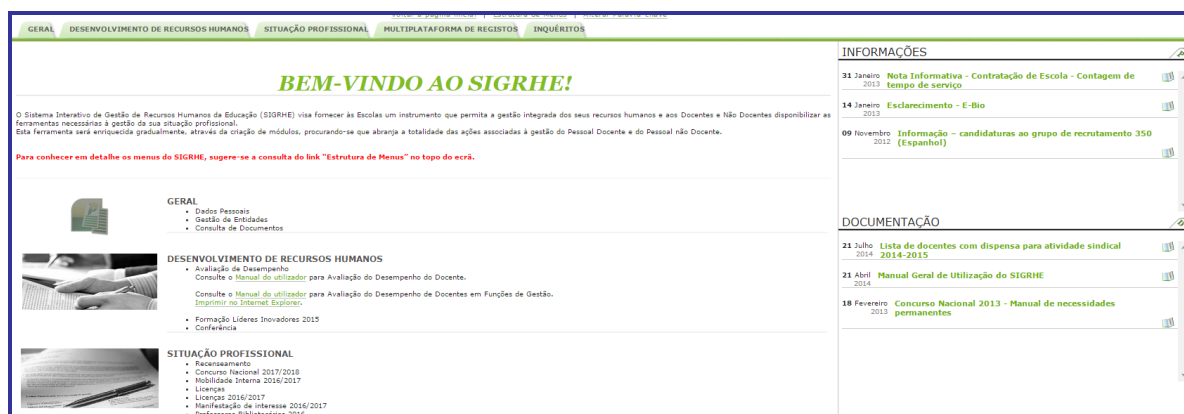 Voltar à página inicial | Estrutura de Menus | Alterar Palavra-Chave
GERAL DESENVOLVIMENTO DE RECURSOS HUMANOS SITUAÇÃO PROFISSIONAL MULTIPLATAFORMA DE REGISTOS INQUÉRITOS
BEM-VINDO AO SIGRHE!
O Sistema Interativo de Gestão de Recursos Humanos da Educação (SIGRHE) visa fornecer às Escolas um instrumento que permita a gestão integrada dos seus recursos humanos e aos Docentes e Não Docentes disponibilizar as
ferramentas necessárias à gestão da sua situação profissional.
Esta ferramenta será enriquecida gradualmente, através da criação de módulos, procurando-se que abranja a totalidade das ações associadas à gestão do Pessoal Docente e do Pessoal não Docente.
Para conhecer em detalhe os menus do SIGRHE, sugere-se a consulta do link "Estrutura de Menus" no topo do ecrã.
GERAL
Dados Pessoais
Gestão de Entidades
Consulta de Documentos
DESENVOLVIMENTO DE RECURSOS HUMANOS
Avaliação de Desempenho
Consulte o Manual do utilizador para Avaliação do Desempenho do Docente.
Consulte o Manual do utilizador para Avaliação do Desempenho de Docentes em Funções de Gestão.
Imprimir no Internet Explorer.
Formação Líderes Inovadores 2015
Conferência
SITUAÇÃO PROFISSIONAL
Recenseamento
Concurso Nacional 2017/2018
Mobilidade Interna 2016/2017
Licenças
Licenças 2016/2017
Manifestação de interesse 2016/2017
Professores Bibliotecários 2016
INFORMAÇÕES
31 Janeiro Nota Informativa - Contratação de Escola - Contagem de
2013 tempo de serviço
14 Janeiro Esclarecimento - E-Bio
2013
09 Novembro Informação – candidaturas ao grupo de recrutamento 350
2012 (Espanhol)
DOCUMENTAÇÃO
21 Julho Lista de docentes com dispensa para atividade sindical
2014 2014-2015
21 Abril Manual Geral de Utilização do SIGRHE
2014
18 Fevereiro Concurso Nacional 2013 - Manual de necessidades
2013 permanentes